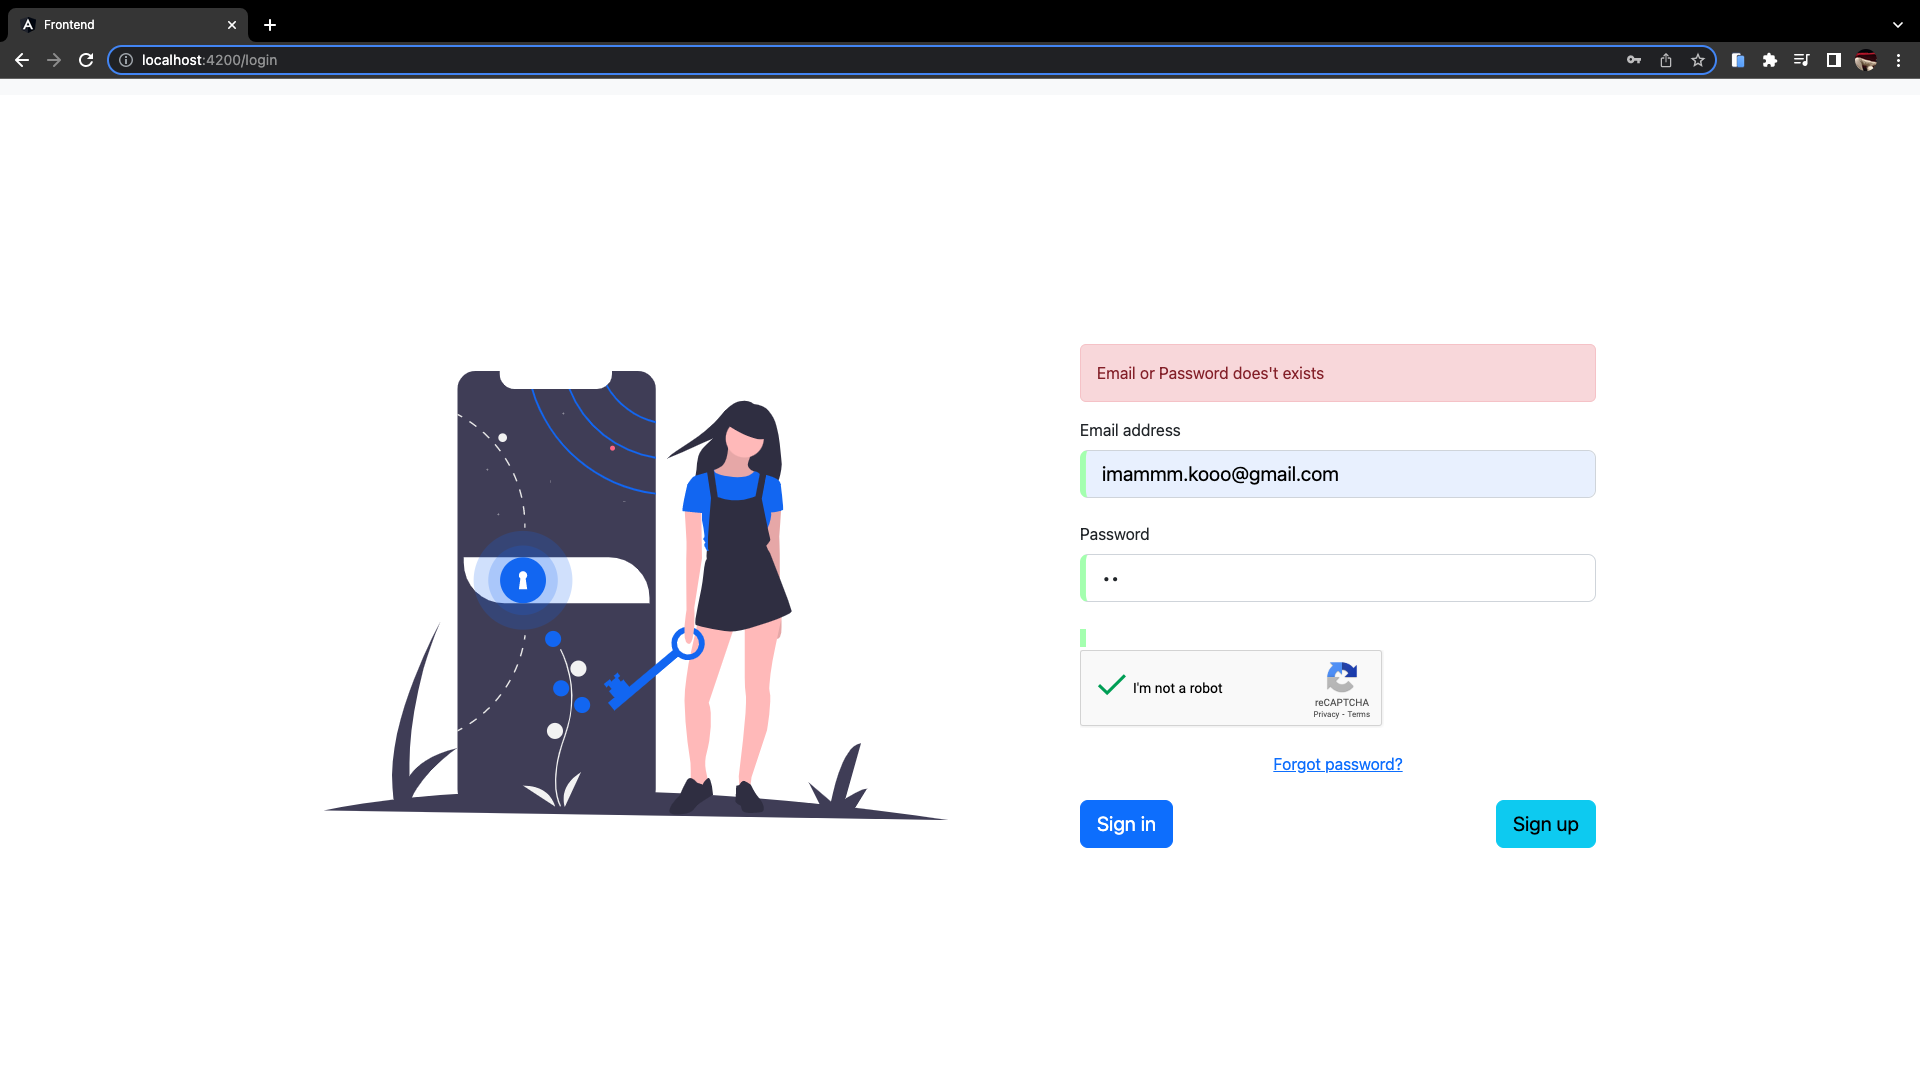 Frontend
localhost:4200/login
Email or Password does't exists
Email address
imammm.kooo@gmail.com
Password
••
I'm not a robot
reCAPTCHA
Privacy - Terms
Forgot password?
Sign in
Sign up